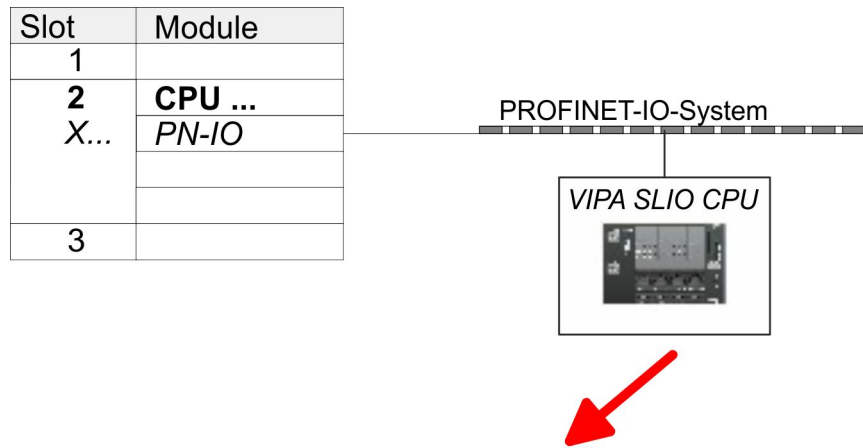 Slot Module
1
2 CPU ...
X... PN-IO
3
PROFINET-IO-System
VIPA SLIO CPU